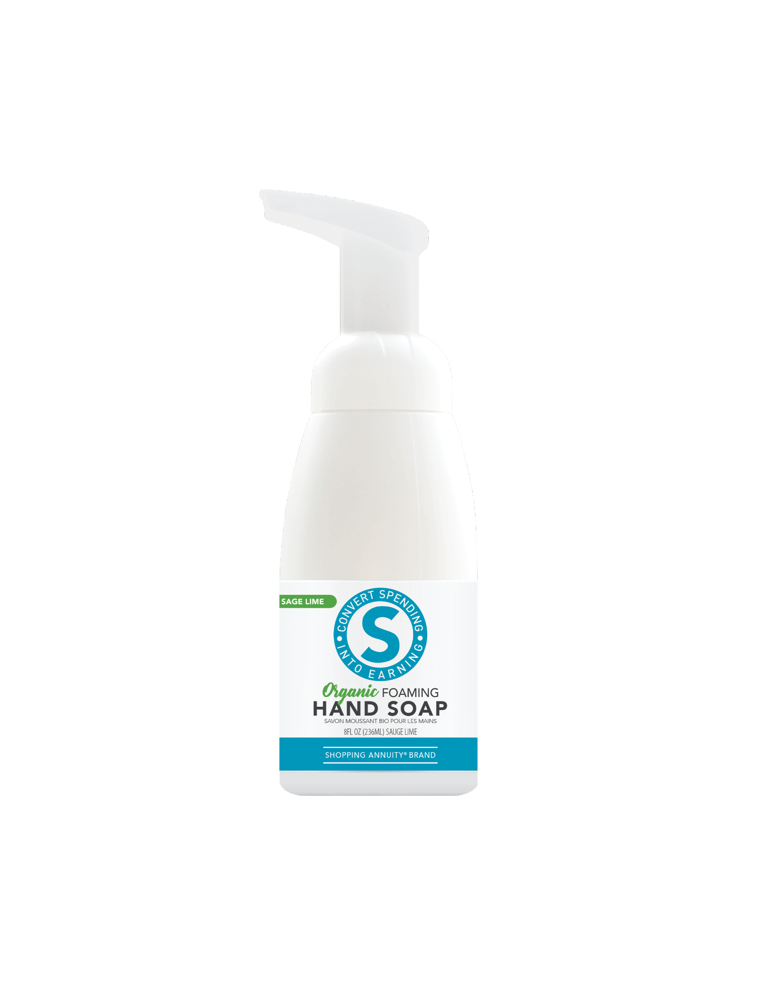 SAGE LIME
CONVERT SPENDING
INTO EARNING
S
Organic FOAMING
HAND SOAP
SAVON MOUSSANT BIO POUR LES MAINS
8FL OZ (236ML) SAUGE LIME
SHOPPING ANNUITY® BRAND